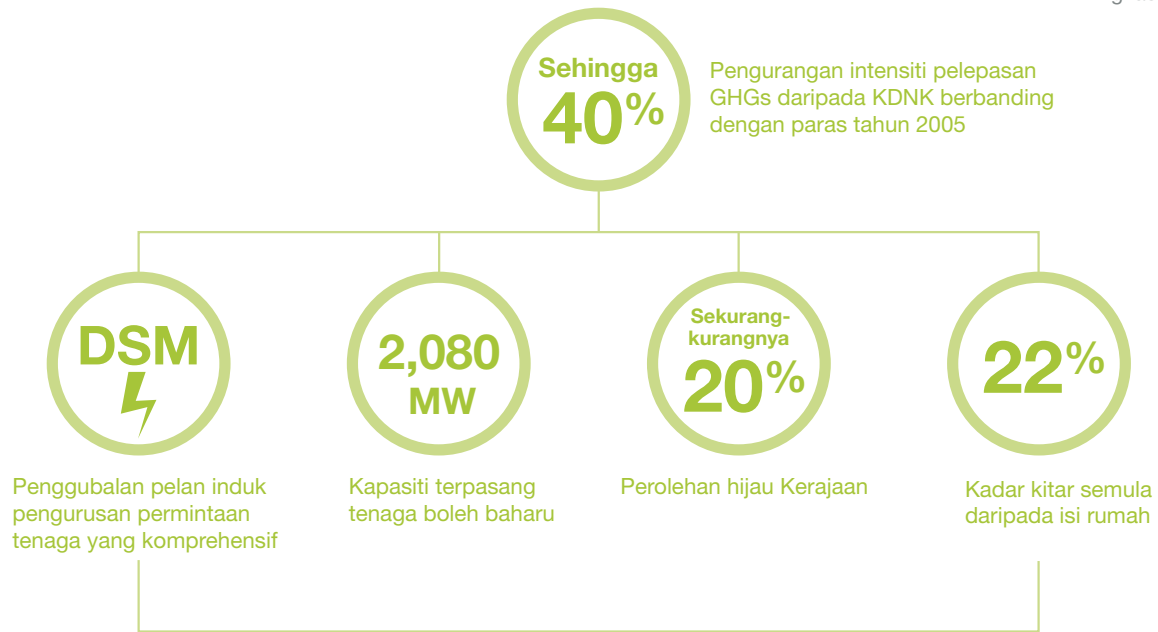 Sehingga
40%
Pengurangan intensiti pelepasan
GHGs daripada KDNK berbanding
dengan paras tahun 2005
DSM
Penggubalan pelan induk
pengurusan permintaan
tenaga yang komprehensif
2,080
MW
Kapasiti terpasang
tenaga boleh baharu
Sekurang-
kurangnya
20%
Perolehan hijau Kerajaan
22%
Kadar kitar semula
daripada isi rumah